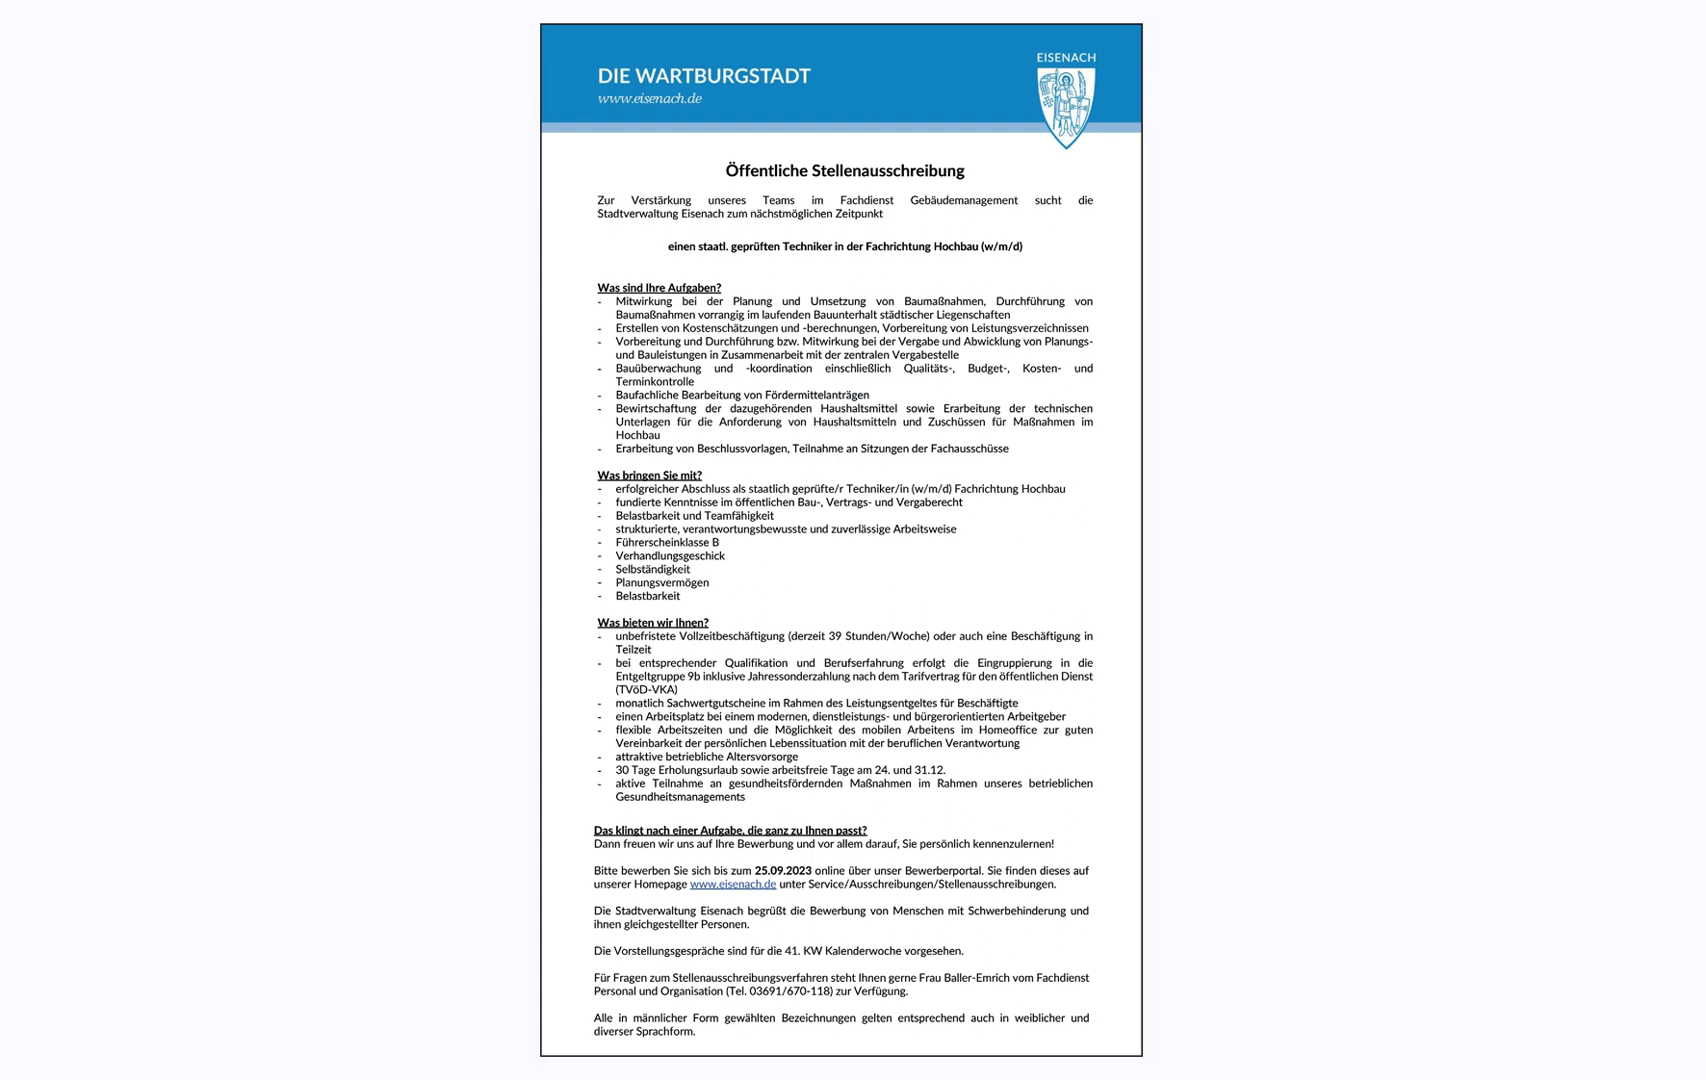 DIE WARTBURGSTADT
www.eisenach.de
EISENACH
Öffentliche Stellenausschreibung
Zur Verstärkung unseres Teams im Fachdienst Gebäudemanagement sucht die
Stadtverwaltung Eisenach zum nächstmöglichen Zeitpunkt
einen staatl. geprüften Techniker in der Fachrichtung Hochbau (w/m/d)
Was sind Ihre Aufgaben?
- Mitwirkung bei der Planung und Umsetzung von Baumaßnahmen, Durchführung von
Baumaßnahmen vorrangig im laufenden Bauunterhalt städtischer Liegenschaften
- Erstellen von Kostenschätzungen und -berechnungen, Vorbereitung von Leistungsverzeichnissen
- Vorbereitung und Durchführung bzw. Mitwirkung bei der Vergabe und Abwicklung von Planungs-
und Bauleistungen in Zusammenarbeit mit der zentralen Vergabestelle
- Bauüberwachung und -koordination einschließlich Qualitäts-, Budget-, Kosten- und
Terminkontrolle
- Baufachliche Bearbeitung von Fördermittelanträgen
- Bewirtschaftung der dazugehörenden Haushaltsmittel sowie Erarbeitung der technischen
Unterlagen für die Anforderung von Haushaltsmitteln und Zuschüssen für Maßnahmen im
Hochbau
- Erarbeitung von Beschlussvorlagen, Teilnahme an Sitzungen der Fachausschüsse
Was bringen Sie mit?
- erfolgreicher Abschluss als staatlich geprüfte/r Techniker/in (w/m/d) Fachrichtung Hochbau
- fundierte Kenntnisse im öffentlichen Bau-, Vertrags- und Vergaberecht
- Belastbarkeit und Teamfähigkeit
- strukturierte, verantwortungsbewusste und zuverlässige Arbeitsweise
- Führerscheinklasse B
- Verhandlungsgeschick
- Selbständigkeit
- Planungsvermögen
- Belastbarkeit
Was bieten wir Ihnen?
- unbefristete Vollzeitbeschäftigung (derzeit 39 Stunden/Woche) oder auch eine Beschäftigung in
Teilzeit
- bei entsprechender Qualifikation und Berufserfahrung erfolgt die Eingruppierung in die
Entgeltgruppe 9b inklusive Jahressonderzahlung nach dem Tarifvertrag für den öffentlichen Dienst
(TVöD-VKA)
- monatlich Sachwertgutscheine im Rahmen des Leistungsentgeltes für Beschäftigte
- einen Arbeitsplatz bei einem modernen, dienstleistungs- und bürgerorientierten Arbeitgeber
- flexible Arbeitszeiten und die Möglichkeit des mobilen Arbeitens im Homeoffice zur guten
Vereinbarkeit der persönlichen Lebenssituation mit der beruflichen Verantwortung
- attraktive betriebliche Altersvorsorge
- 30 Tage Erholungsurlaub sowie arbeitsfreie Tage am 24. und 31.12.
- aktive Teilnahme an gesundheitsfördernden Maßnahmen im Rahmen unseres betrieblichen
Gesundheitsmanagements
Das klingt nach einer Aufgabe, die ganz zu Ihnen passt?
Dann freuen wir uns auf Ihre Bewerbung und vor allem darauf, Sie persönlich kennenzulernen!
Bitte bewerben Sie sich bis zum 25.09.2023 online über unser Bewerberportal. Sie finden dieses auf
unserer Homepage www.eisenach.de unter Service/Ausschreibungen/Stellenausschreibungen.
Die Stadtverwaltung Eisenach begrüßt die Bewerbung von Menschen mit Schwerbehinderung und
ihnen gleichgestellter Personen.
Die Vorstellungsgespräche sind für die 41. KW Kalenderwoche vorgesehen.
Für Fragen zum Stellenausschreibungsverfahren steht Ihnen gerne Frau Baller-Emrich vom Fachdienst
Personal und Organisation (Tel. 03691/670-118) zur Verfügung.
Alle in männlicher Form gewählten Bezeichnungen gelten entsprechend auch in weiblicher und
diverser Sprachform.